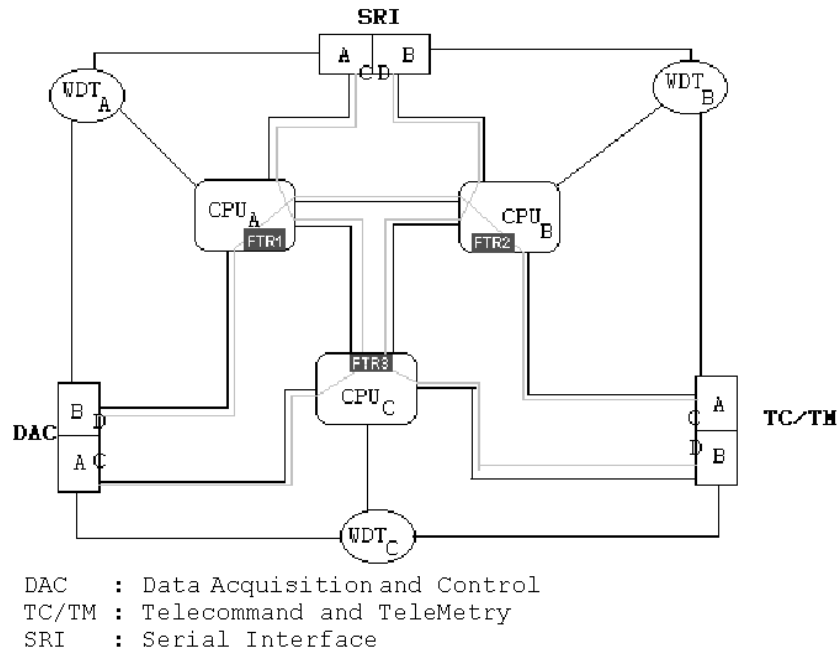 SRI
A B
C D
WDT A
WDT B
CPU A
CPU B
FTR1
FTR2
FTR3
CPU C
B
D
DAC
A C
A
C
TC/TM
D
B
WDT C
DAC : Data Acquisition and Control
TC/TM : Telecommand and TeleMetry
SRI : Serial Interface